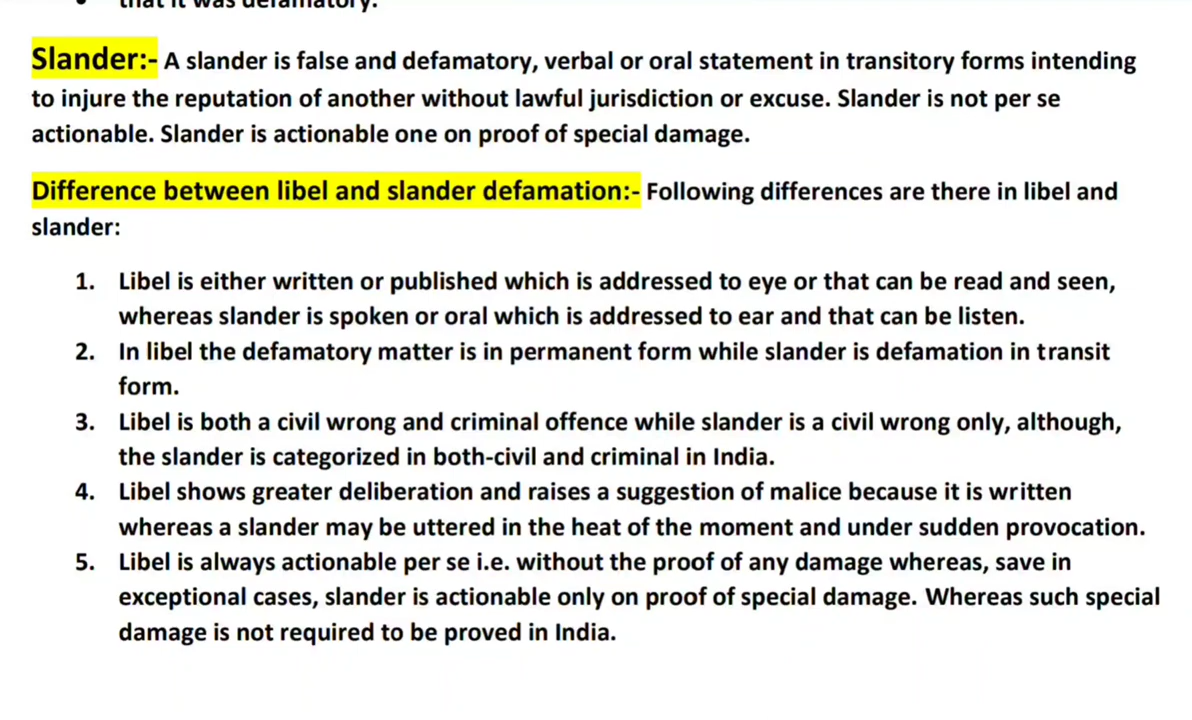 that it was defamatory.
Slander:- A slander is false and defamatory, verbal or oral statement in transitory forms intending
to injure the reputation of another without lawful jurisdiction or excuse. Slander is not per se
actionable. Slander is actionable one on proof of special damage.
Difference between libel and slander defamation:- Following differences are there in libel and
slander:
1. Libel is either written or published which is addressed to eye or that can be read and seen,
whereas slander is spoken or oral which is addressed to ear and that can be listen.
2. In libel the defamatory matter is in permanent form while slander is defamation in transit
form.
3. Libel is both a civil wrong and criminal offence while slander is a civil wrong only, although,
the slander is categorized in both-civil and criminal in India.
4. Libel shows greater deliberation and raises a suggestion of malice because it is written
whereas a slander may be uttered in the heat of the moment and under sudden provocation.
5. Libel is always actionable per se i.e. without the proof of any damage whereas, save in
exceptional cases, slander is actionable only on proof of special damage. Whereas such special
damage is not required to be proved in India.